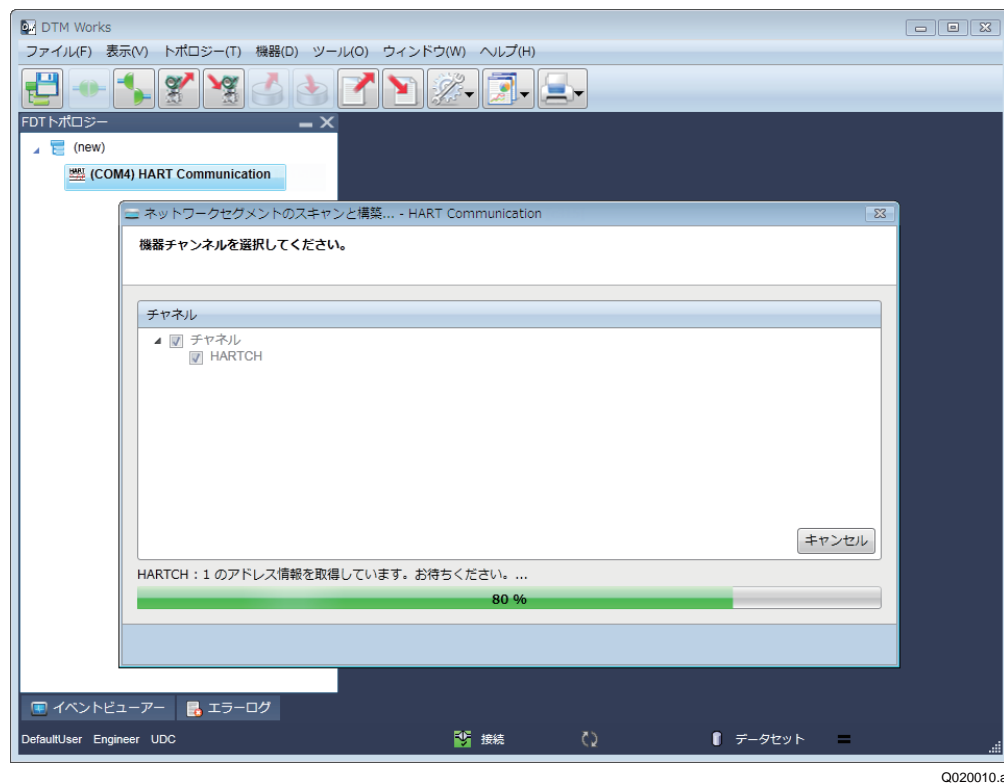 DTM Works
ファイル(F) 表示(V) トポロジー(T) 機器(D) ツール(O) ウィンドウ(W) ヘルプ(H)
FDTトポロジー
(new)
HART (COM4) HART Communication
ネットワークセグメントのスキャンと構築... - HART Communication
機器チャンネルを選択してください。
チャネル
チャネル
HARTCH
キャンセル
HARTCH : 1 のアドレス情報を取得しています。お待ちください。...
80 %
イベントビューアー エラーログ
DefaultUser Engineer UDC 接続 データセット
Q020010.a